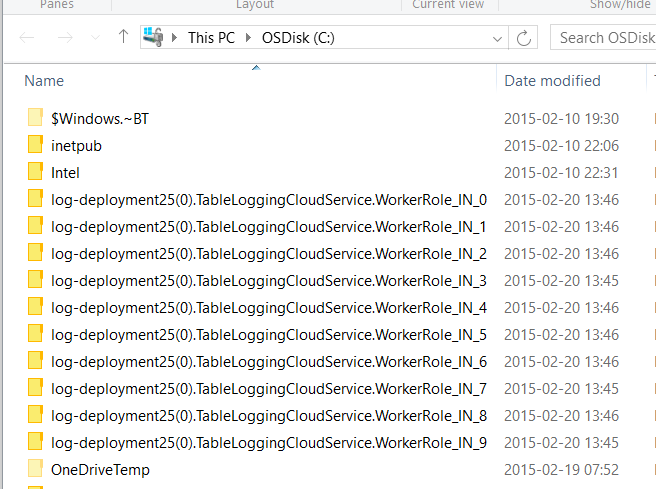 Panes Layout Current view Show/hide
This PC OSDisk (C:) Search OSDisk
Name Date modified
$Windows.~BT 2015-02-10 19:30
inetpub 2015-02-10 22:06
Intel 2015-02-10 22:31
log-deployment25(0).TableLoggingCloudService.WorkerRole_IN_0 2015-02-20 13:46
log-deployment25(0).TableLoggingCloudService.WorkerRole_IN_1 2015-02-20 13:46
log-deployment25(0).TableLoggingCloudService.WorkerRole_IN_2 2015-02-20 13:46
log-deployment25(0).TableLoggingCloudService.WorkerRole_IN_3 2015-02-20 13:45
log-deployment25(0).TableLoggingCloudService.WorkerRole_IN_4 2015-02-20 13:46
log-deployment25(0).TableLoggingCloudService.WorkerRole_IN_5 2015-02-20 13:46
log-deployment25(0).TableLoggingCloudService.WorkerRole_IN_6 2015-02-20 13:46
log-deployment25(0).TableLoggingCloudService.WorkerRole_IN_7 2015-02-20 13:45
log-deployment25(0).TableLoggingCloudService.WorkerRole_IN_8 2015-02-20 13:46
log-deployment25(0).TableLoggingCloudService.WorkerRole_IN_9 2015-02-20 13:45
OneDriveTemp 2015-02-19 07:52